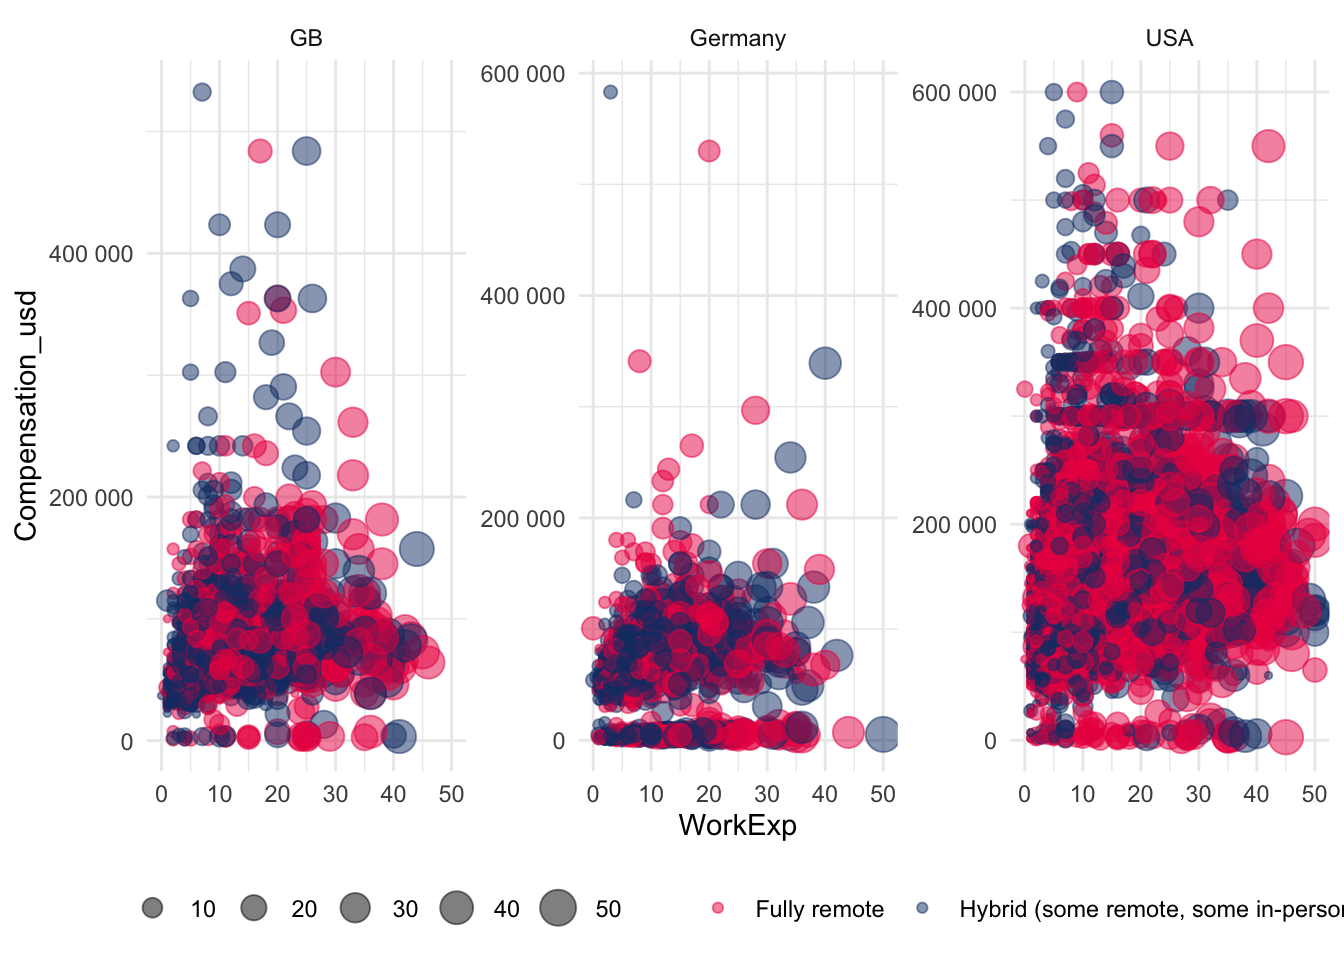 GB Germany USA
600 000 600 000
400 000 400 000 400 000
200 000 200 000 200 000
0 0 0
Compensation_usd
0 10 20 30 40 50 0 10 20 30 40 50 0 10 20 30 40 50
WorkExp
10 20 30 40 50 Fully remote Hybrid (some remote, some in-person